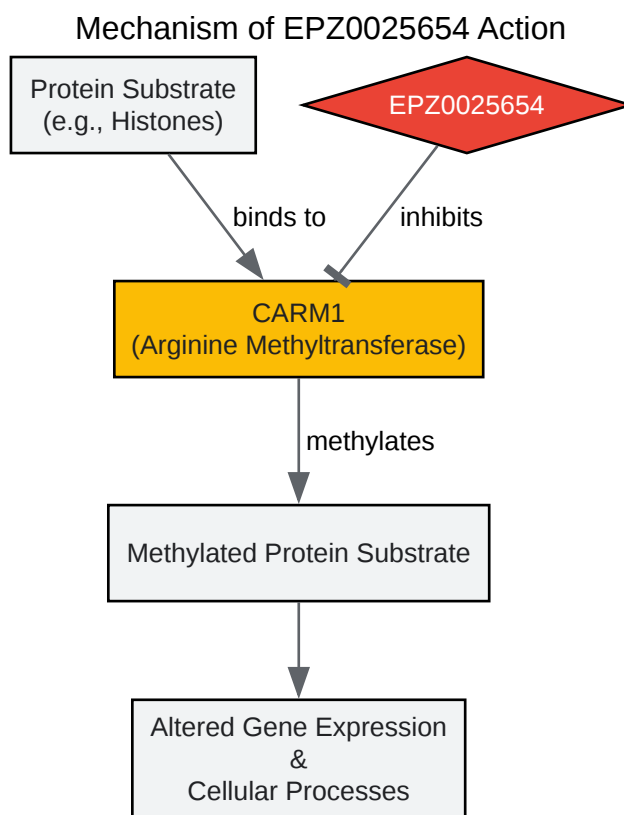 Mechanism of EPZ0025654 Action
Protein Substrate
(e.g., Histones)
EPZ0025654
binds to
inhibits
CARM1
(Arginine Methyltransferase)
methylates
Methylated Protein Substrate
Altered Gene Expression
&
Cellular Processes